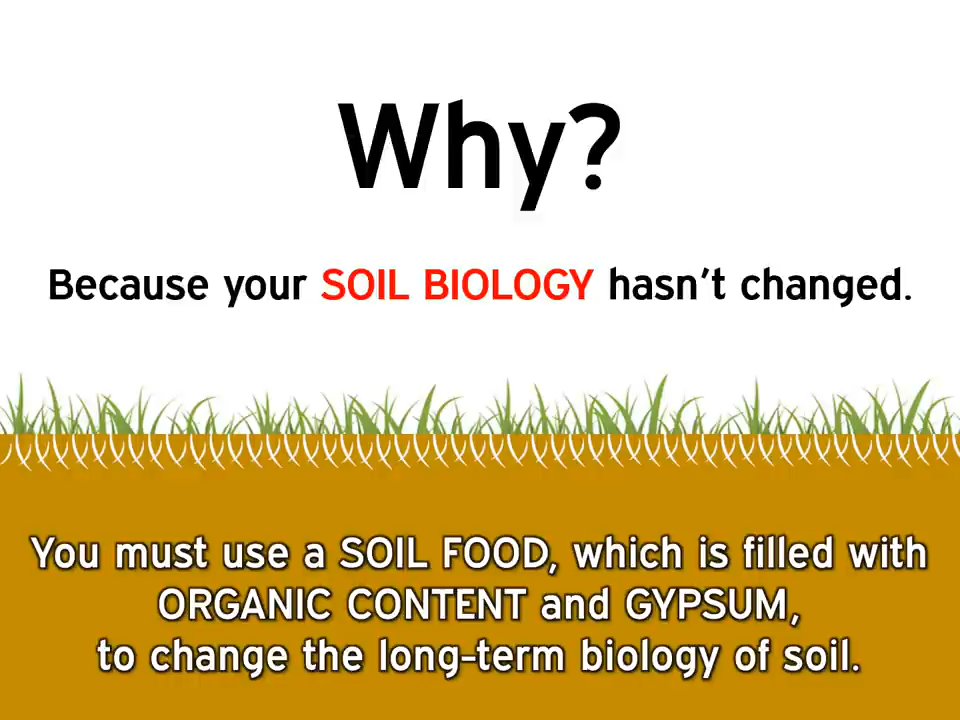 Why?
Because your SOIL BIOLOGY hasn't changed.
You must use a SOIL FOOD, which is filled with
ORGANIC CONTENT and GYPSUM,
to change the long-term biology of soil.